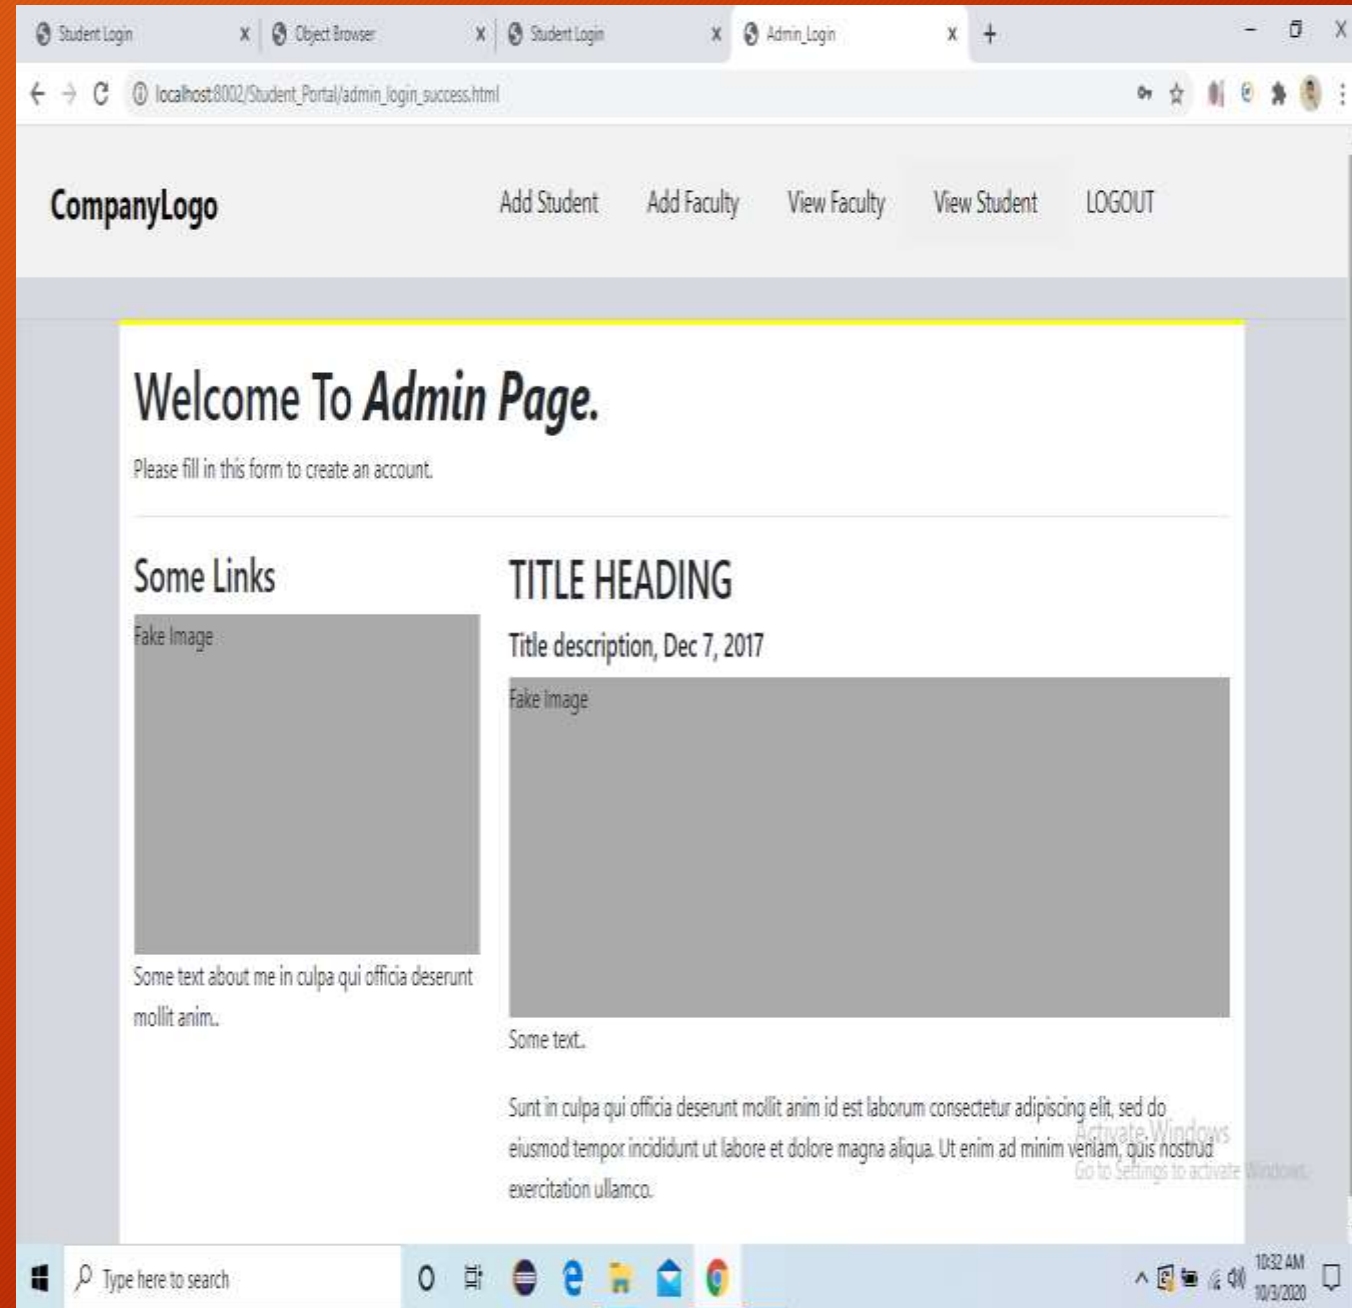 Student Login
Object Browser
Student Login
Admin_Login
localhost:8002/Student_Portal/admin_login_success.html
CompanyLogo
Add Student
Add Faculty
View Faculty
View Student
LOGOUT
Welcome To Admin Page.
Please fill in this form to create an account.
Some Links
Fake Image
Some text about me in culpa qui officia deserunt
mollit anim..
TITLE HEADING
Title description, Dec 7, 2017
Fake Image
Some text..
Sunt in culpa qui officia deserunt mollit anim id est laborum consectetur adipiscing elit, sed do
eiusmod tempor incididunt ut labore et dolore magna aliqua. Ut enim ad minim veniam, quis nostrud
exercitation ullamco.
Activate Windows
Go to Settings to activate Windows.
Type here to search
10:32 AM
10/3/2020